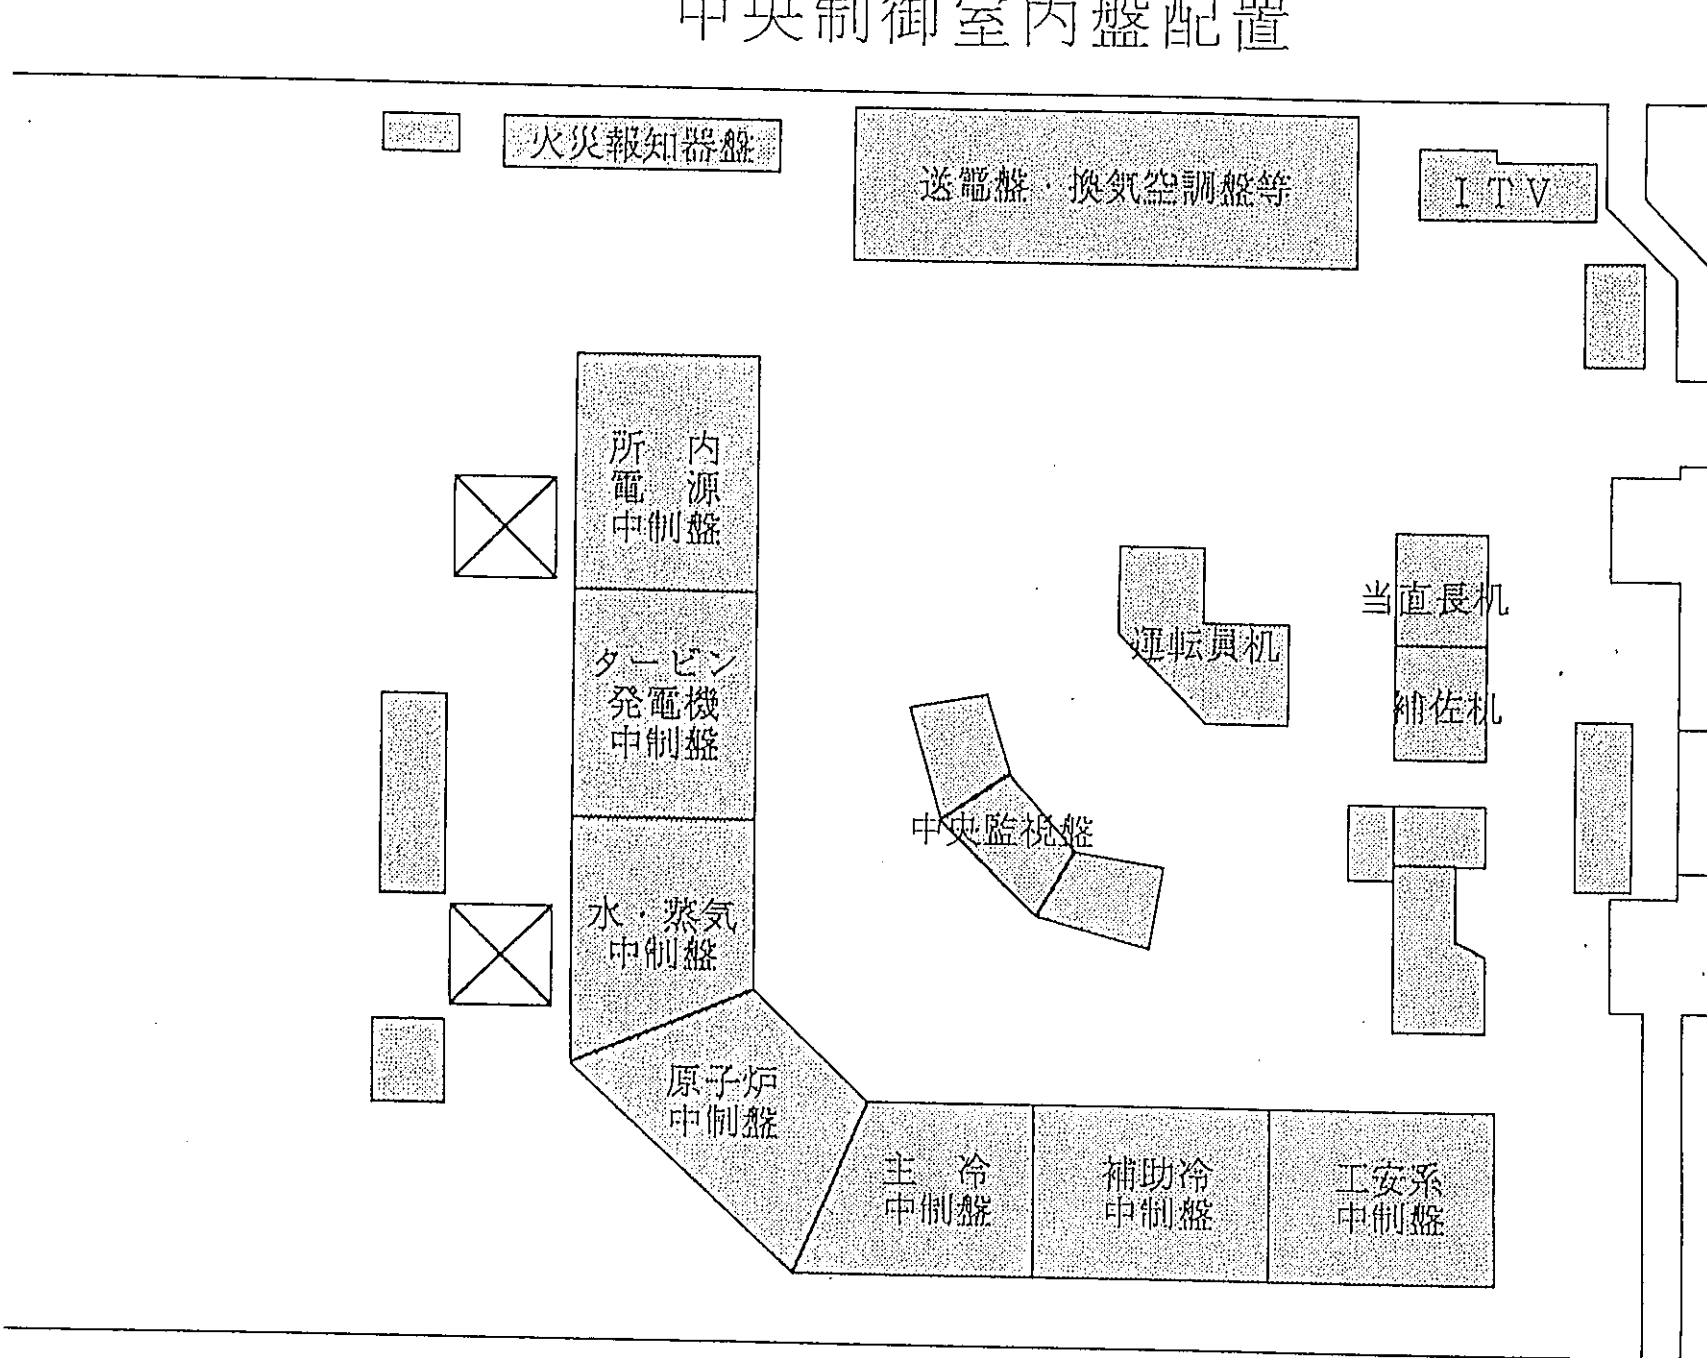 中央制御室内盤配置
火災報知器盤
送電盤・換気空調盤等
ITV
所 内
電 源
中制盤
タービン
発電機
中制盤
水・蒸気
中制盤
原子炉
中制盤
主 冷
中制盤
補助冷
中制盤
工安系
中制盤
中央監視盤
運転員机
当直長机
補佐机